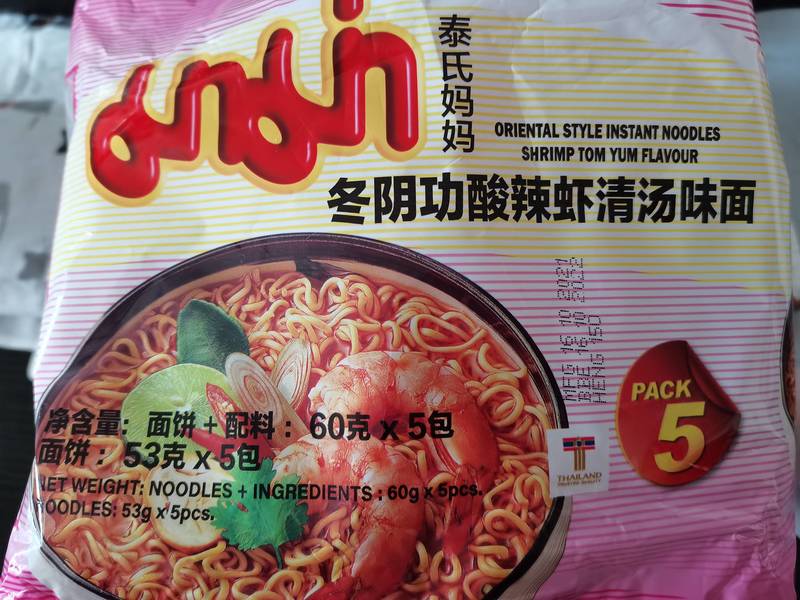 มาม่า
泰氏妈妈
ORIENTAL STYLE INSTANT NOODLES
SHRIMP TOM YUM FLAVOUR
冬阴功酸辣虾清汤味面
MFG 16 10 2021
BBE 16 10 2022
HENG 15D
PACK
5
净含量: 面饼 + 配料 : 60克 x 5包
面饼 : 53克 x 5包
NET WEIGHT: NOODLES + INGREDIENTS ; 60g x 5pcs.
NOODLES: 53g x 5pcs.
THAILAND
TRUSTED QUALITY